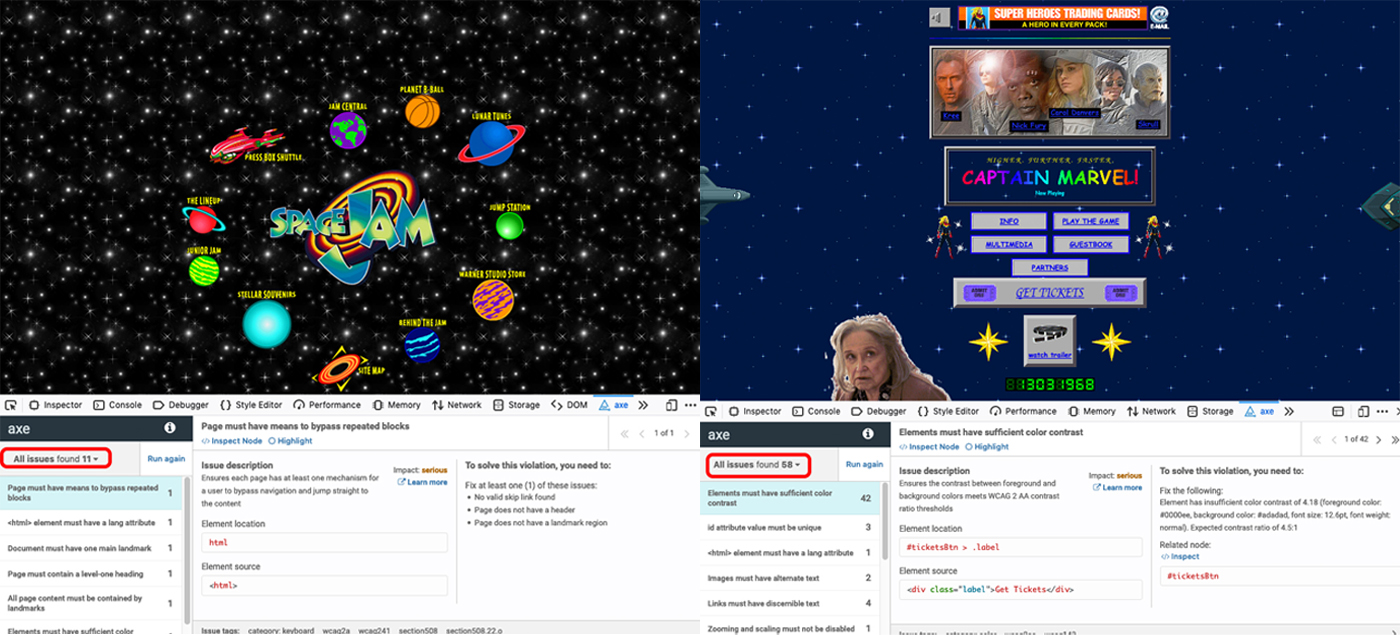 PLANET B-BALL
JAM CENTRAL
LUNAR TUNES
PRESS BOX SHUTTLE
THE LINEUP
SPACE JAM
JUMP STATION
JUNIOR JAM
WARNER STUDIO STORE
STELLAR SOUVENIRS
BEHIND THE JAM
SITE MAP
Inspector Console Debugger Style Editor Performance Memory Network Storage DOM axe
axe
All issues found 11
Run again
Page must have means to bypass repeated
blocks
1
<html> element must have a lang attribute 1
Document must have one main landmark 1
Page must contain a level-one heading 1
All page content must be contained by
landmarks
1
Elements must have sufficient color
Page must have means to bypass repeated blocks
Inspect Node Highlight
1 of 1
Issue description
Impact: serious
Learn more
Ensures each page has at least one mechanism for
a user to bypass navigation and jump straight to
the content
Element location
html
Element source
<html>
To solve this violation, you need to:
Fix at least one (1) of these issues:
• No valid skip link found
• Page does not have a header
• Page does not have a landmark region
Issue tags: category: keyboard wcag2a wcag241 section508 section508.22.o
SUPER HEROES TRADING CARDS!
A HERO IN EVERY PACK!
E-MAIL
Kree
Nick Fury
Carol Danvers
Skrull
HIGHER. FURTHER. FASTER.
CAPTAIN MARVEL!
Now Playing
INFO
PLAY THE GAME
MULTIMEDIA
GUESTBOOK
PARTNERS
ADMIT
ONE
GET TICKETS
ADMIT
ONE
watch trailer
13031968
Inspector Console Debugger Style Editor Performance Memory Network Storage axe
axe
All issues found 58
Run again
Elements must have sufficient color
contrast
42
id attribute value must be unique 3
<html> element must have a lang attribute 1
Images must have alternate text 2
Links must have discernible text 4
Zooming and scaling must not be disabled 1
Elements must have sufficient color contrast
Inspect Node Highlight
1 of 42
Issue description
Impact: serious
Learn more
Ensures the contrast between foreground and
background colors meets WCAG 2 AA contrast
ratio thresholds
Element location
#ticketsBtn > .label
Element source
<div class="label">Get Tickets</div>
To solve this violation, you need to:
Fix the following:
Element has insufficient color contrast of 4.18 (foreground color:
#0000ee, background color: #adadad, font size: 12.6pt, font weight:
normal). Expected contrast ratio of 4.5:1
Related node:
Inspect
#ticketsBtn